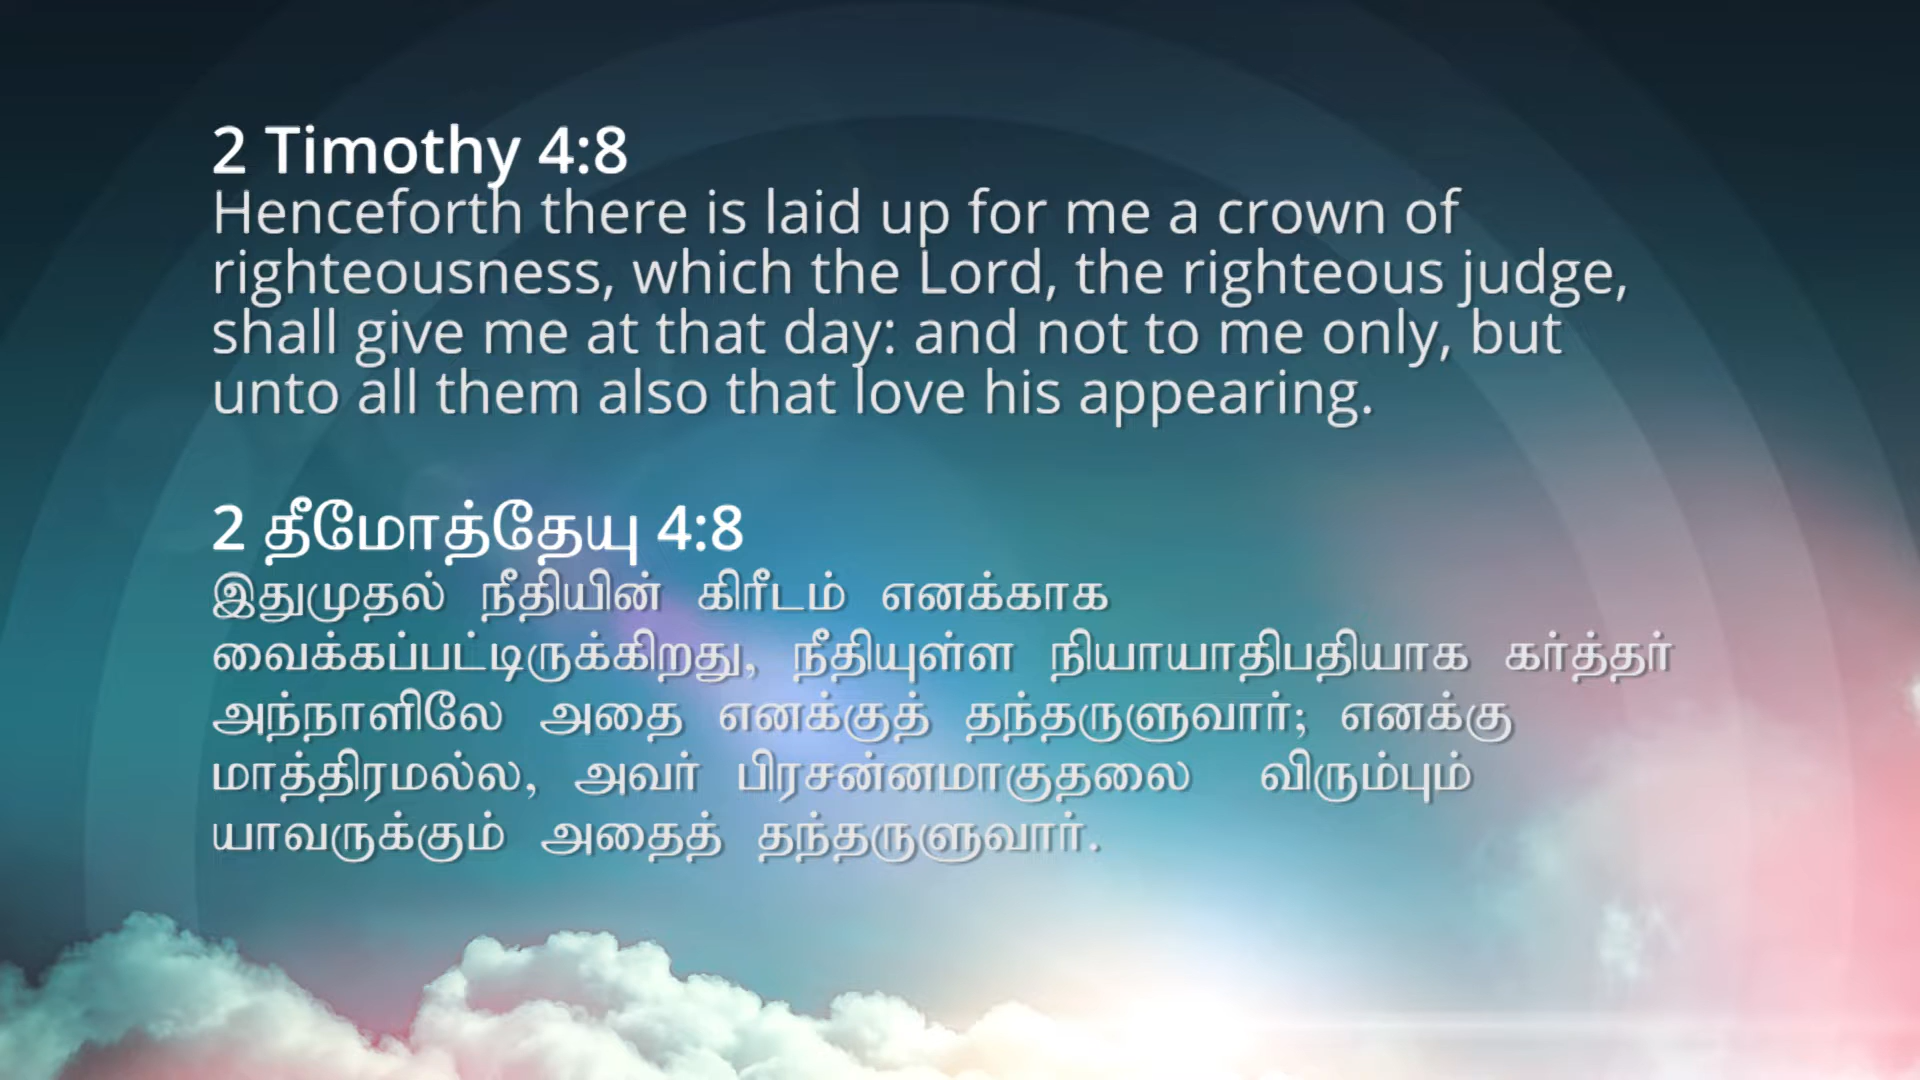 2 Timothy 4:8
Henceforth there is laid up for me a crown of
righteousness, which the Lord, the righteous judge,
shall give me at that day: and not to me only, but
unto all them also that love his appearing.
2 தீமோத்தேயு 4:8
இதுமுதல் நீதியின் கிரீடம் எனக்காக
வைக்கப்பட்டிருக்கிறது, நீதியுள்ள நியாயாதிபதியாக கர்த்தர்
அந்நாளிலே அதை எனக்குத் தந்தருளுவார்; எனக்கு
மாத்திரமல்ல, அவர் பிரசன்னமாகுதலை விரும்பும்
யாவருக்கும் அதைத் தந்தருளுவார்.